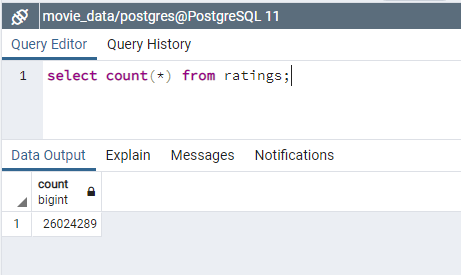 movie_data/postgres@PostgreSQL 11
Query Editor Query History
1 select count(*) from ratings;
Data Output Explain Messages Notifications
count
bigint
1 26024289